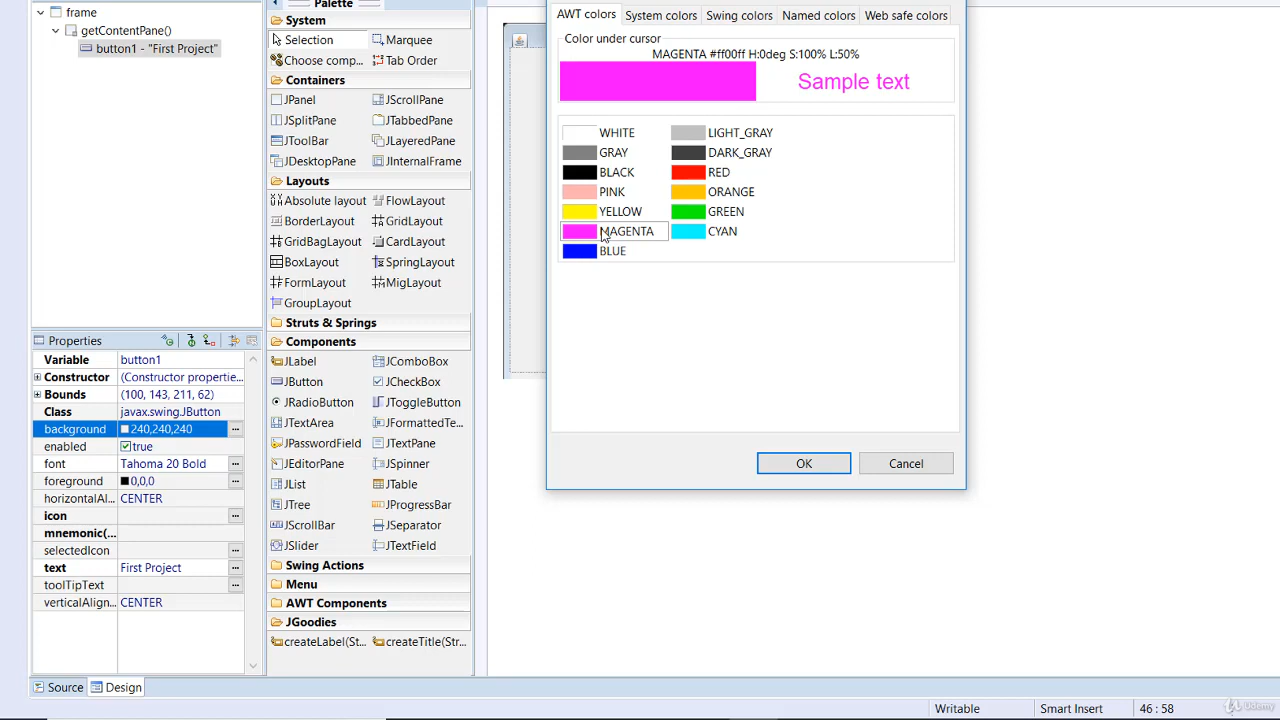 frame
getContentPane()
button1 - "First Project"
Properties
Variable button1
Constructor (Constructor propertie...
Bounds (100, 143, 211, 62)
Class javax.swing.JButton
background 240,240,240 ...
enabled true
font Tahoma 20 Bold ...
foreground 0,0,0 ...
horizontalAl... CENTER
icon ...
mnemonic(...
selectedIcon ...
text First Project ...
toolTipText ...
verticalAlign... CENTER
Source Design
Palette
System
Selection Marquee
Choose comp... Tab Order
Containers
JPanel JScrollPane
JSplitPane JTabbedPane
JToolBar JLayeredPane
JDesktopPane JInternalFrame
Layouts
Absolute layout FlowLayout
BorderLayout GridLayout
GridBagLayout CardLayout
BoxLayout SpringLayout
FormLayout MigLayout
GroupLayout
Struts & Springs
Components
JLabel JComboBox
JButton JCheckBox
JRadioButton JToggleButton
JTextArea JFormattedTe...
JPasswordField JTextPane
JEditorPane JSpinner
JList JTable
JTree JProgressBar
JScrollBar JSeparator
JSlider JTextField
Swing Actions
Menu
AWT Components
JGoodies
createLabel(St... createTitle(Str...
AWT colors System colors Swing colors Named colors Web safe colors
Color under cursor
MAGENTA #ff00ff H:0deg S:100% L:50%
Sample text
WHITE LIGHT_GRAY
GRAY DARK_GRAY
BLACK RED
PINK ORANGE
YELLOW GREEN
MAGENTA CYAN
BLUE
OK Cancel
Writable Smart Insert 46 : 58
Udemy